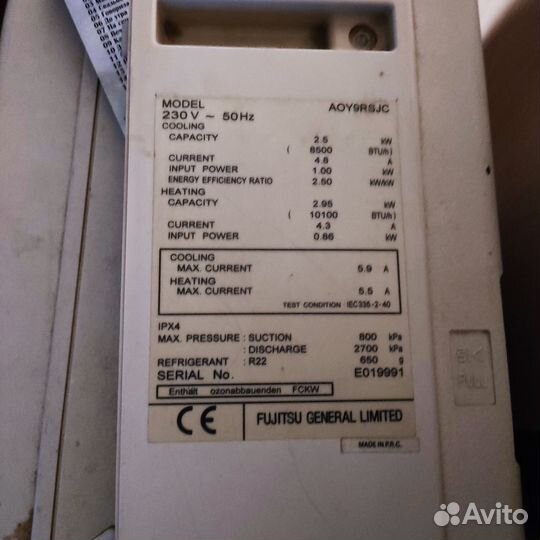 MODEL AOY9RSJC
230V ~ 50Hz
COOLING
CAPACITY 2.5 kW
( 8500 BTU/h )
CURRENT 4.8 A
INPUT POWER 1.00 kW
ENERGY EFFICIENCY RATIO 2.50 kW/kW
HEATING
CAPACITY 2.95 kW
( 10100 BTU/h )
CURRENT 4.3 A
INPUT POWER 0.86 kW
COOLING
MAX. CURRENT 5.9 A
HEATING
MAX. CURRENT 5.5 A
TEST CONDITION IEC335-2-40
IPX4
MAX. PRESSURE : SUCTION 800 kPa
: DISCHARGE 2700 kPa
REFRIGERANT : R22 650 g
SERIAL No. E019991
Enthält ozonabbauenden FCKW
CE FUJITSU GENERAL LIMITED
MADE IN P.R.C.
PULL
Avito